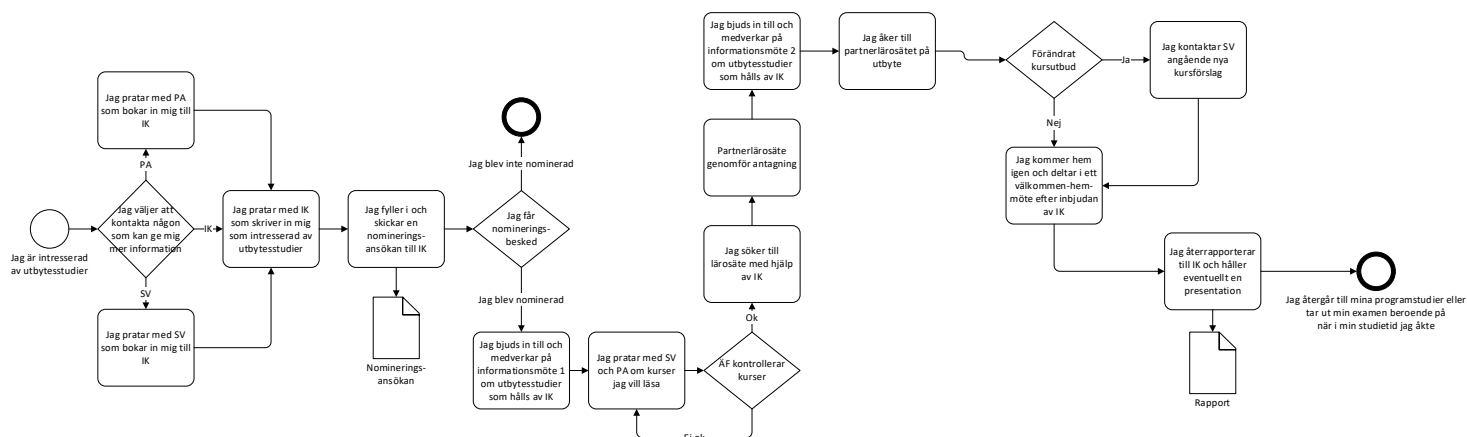 Jag är intresserad
av utbytesstudier
Jag väljer att
kontakta någon
som kan ge mig
mer information
PA
Jag pratar med PA
som bokar in mig till
IK
IK
SV
Jag pratar med SV
som bokar in mig till
IK
Jag pratar med IK
som skriver in mig
som intresserad av
utbytesstudier
Jag fyller i och
skickar en
nominerings-
ansökan till IK
Nominerings-
ansökan
Jag får
nominerings-
besked
Jag blev inte nominerad
Jag blev nominerad
Jag bjuds in till och
medverkar på
informationsmöte 1
om utbytesstudier
som hålls av IK
Jag pratar med SV
och PA om kurser
jag vill läsa
ÄF kontrollerar
kurser
Ej ok
Ok
Jag söker till
lärosäte med hjälp
av IK
Partnerlärosäte
genomför antagning
Jag bjuds in till och
medverkar på
informationsmöte 2
om utbytesstudier
som hålls av IK
Jag åker till
partnerlärosätet på
utbyte
Förändrat
kursutbud
Ja
Jag kontaktar SV
angående nya
kursförslag
Nej
Jag kommer hem
igen och deltar i ett
välkommen-hem-
möte efter inbjudan
av IK
Jag återrapporterar
till IK och håller
eventuellt en
presentation
Rapport
Jag återgår till mina programstudier eller
tar ut min examen beroende på
när i min studietid jag åkte